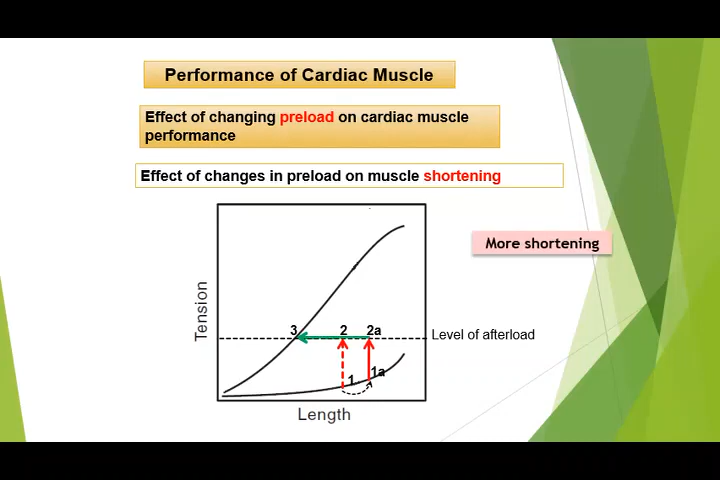 Performance of Cardiac Muscle
Effect of changing preload on cardiac muscle
performance
Effect of changes in preload on muscle shortening
More shortening
Tension
3
2
2a
Level of afterload
1
1a
Length